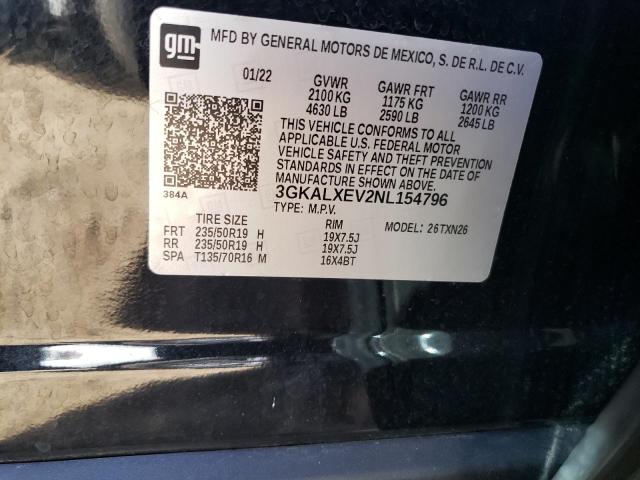 gm MFD BY GENERAL MOTORS DE MEXICO, S. DE R.L. DE C.V.
01/22 GVWR GAWR FRT GAWR RR
2100 KG 1175 KG 1200 KG
4630 LB 2590 LB 2645 LB
THIS VEHICLE CONFORMS TO ALL
APPLICABLE U.S. FEDERAL MOTOR
VEHICLE SAFETY AND THEFT PREVENTION
STANDARDS IN EFFECT ON THE DATE OF
MANUFACTURE SHOWN ABOVE.
384A 3GKALXEV2NL154796
TYPE: M.P.V.
TIRE SIZE RIM MODEL: 26TXN26
FRT 235/50R19 H 19X7.5J
RR 235/50R19 H 19X7.5J
SPA T135/70R16 M 16X4BT